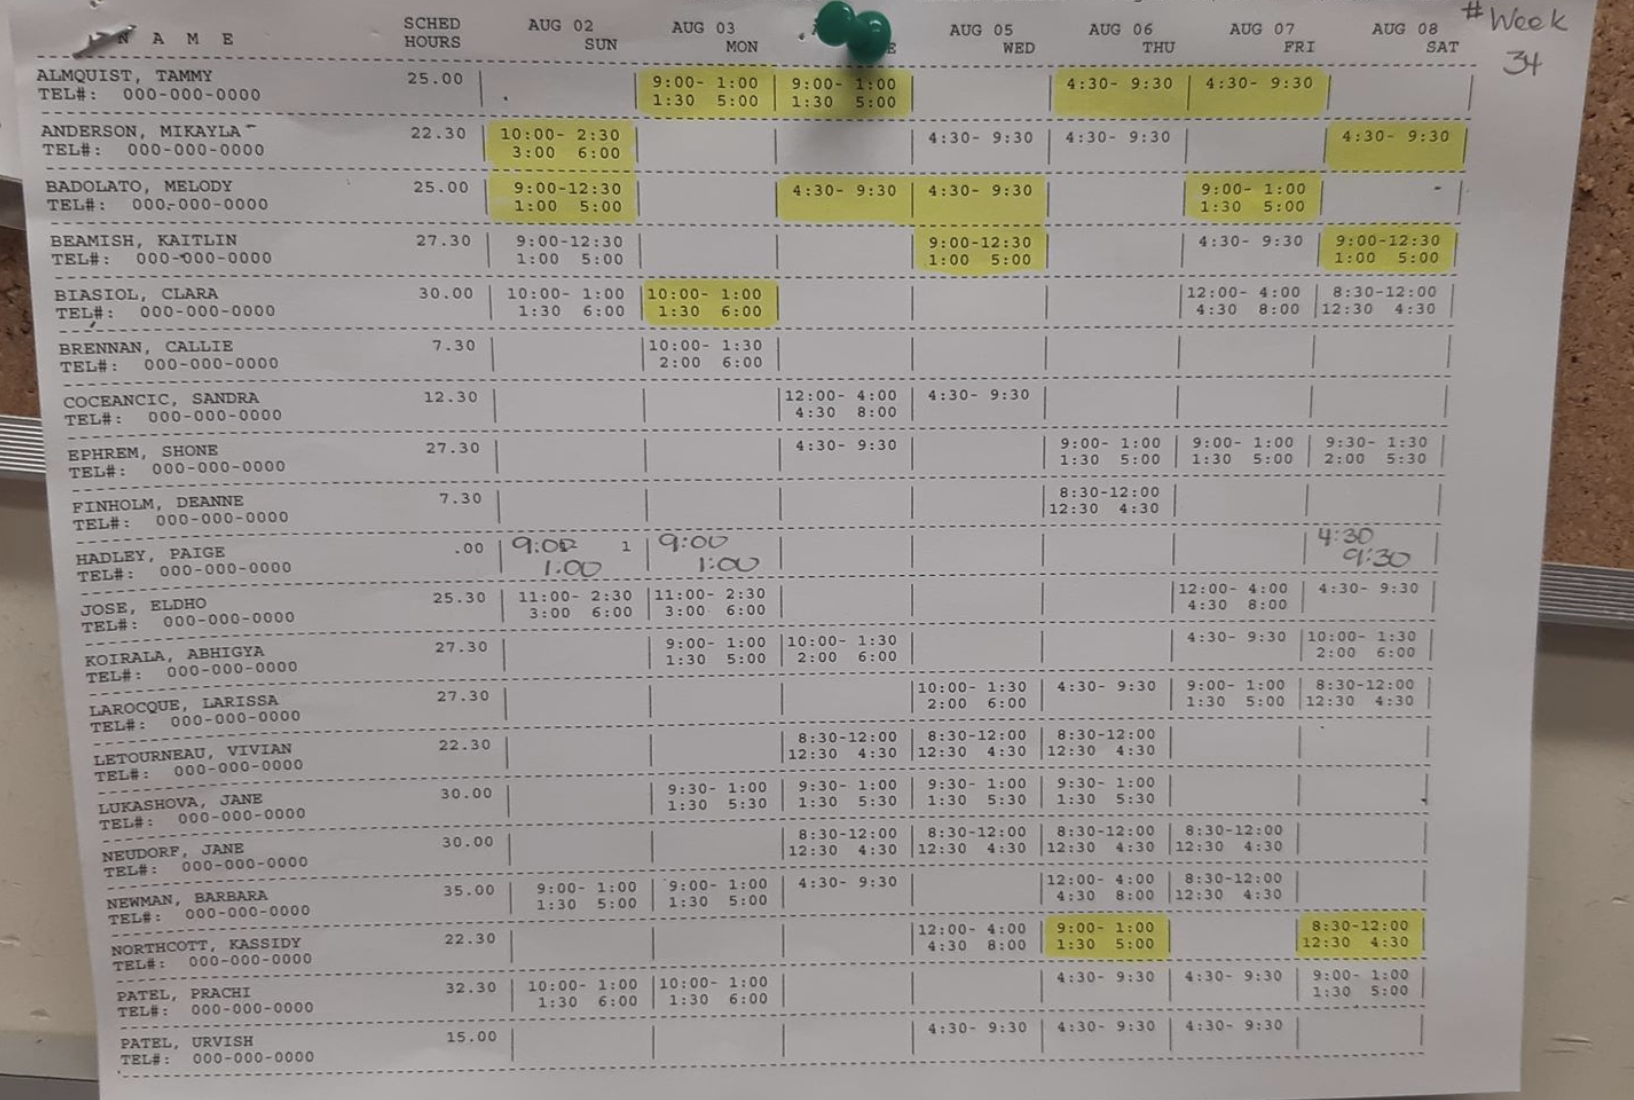 # Week
34
N A M E SCHED HOURS AUG 02 SUN AUG 03 MON AUG 05 WED AUG 06 THU AUG 07 FRI AUG 08 SAT
ALMQUIST, TAMMY 25.00 9:00- 1:00 9:00- 1:00 4:30- 9:30 4:30- 9:30
TEL#: 000-000-0000 1:30 5:00 1:30 5:00
ANDERSON, MIKAYLA 22.30 10:00- 2:30 4:30- 9:30 4:30- 9:30 4:30- 9:30
TEL#: 000-000-0000 3:00 6:00
BADOLATO, MELODY 25.00 9:00-12:30 4:30- 9:30 4:30- 9:30 9:00- 1:00
TEL#: 000-000-0000 1:00 5:00 1:30 5:00
BEAMISH, KAITLIN 27.30 9:00-12:30 9:00-12:30 4:30- 9:30 9:00-12:30
TEL#: 000-000-0000 1:00 5:00 1:00 5:00 1:00 5:00
BIASIOL, CLARA 30.00 10:00- 1:00 10:00- 1:00 12:00- 4:00 8:30-12:00
TEL#: 000-000-0000 1:30 6:00 1:30 6:00 4:30 8:00 12:30 4:30
BRENNAN, CALLIE 7.30 10:00- 1:30
TEL#: 000-000-0000 2:00 6:00
COCEANCIC, SANDRA 12.30 12:00- 4:00 4:30- 9:30
TEL#: 000-000-0000 4:30 8:00
EPHREM, SHONE 27.30 4:30- 9:30 9:00- 1:00 9:00- 1:00 9:30- 1:30
TEL#: 000-000-0000 1:30 5:00 1:30 5:00 2:00 5:30
FINHOLM, DEANNE 7.30 8:30-12:00
TEL#: 000-000-0000 12:30 4:30
HADLEY, PAIGE .00 9:00 1 9:00 4:30
TEL#: 000-000-0000 1:00 1:00 9:30
JOSE, ELDHO 25.30 11:00- 2:30 11:00- 2:30 12:00- 4:00 4:30- 9:30
TEL#: 000-000-0000 3:00 6:00 3:00 6:00 4:30 8:00
KOIRALA, ABHIGYA 27.30 9:00- 1:00 10:00- 1:30 4:30- 9:30 10:00- 1:30
TEL#: 000-000-0000 1:30 5:00 2:00 6:00 2:00 6:00
LAROCQUE, LARISSA 27.30 10:00- 1:30 4:30- 9:30 9:00- 1:00 8:30-12:00
TEL#: 000-000-0000 2:00 6:00 1:30 5:00 12:30 4:30
LETOURNEAU, VIVIAN 22.30 8:30-12:00 8:30-12:00 8:30-12:00
TEL#: 000-000-0000 12:30 4:30 12:30 4:30 12:30 4:30
LUKASHOVA, JANE 30.00 9:30- 1:00 9:30- 1:00 9:30- 1:00 9:30- 1:00
TEL#: 000-000-0000 1:30 5:30 1:30 5:30 1:30 5:30 1:30 5:30
NEUDORF, JANE 30.00 8:30-12:00 8:30-12:00 8:30-12:00 8:30-12:00
TEL#: 000-000-0000 12:30 4:30 12:30 4:30 12:30 4:30 12:30 4:30
NEWMAN, BARBARA 35.00 9:00- 1:00 9:00- 1:00 4:30- 9:30 12:00- 4:00 8:30-12:00
TEL#: 000-000-0000 1:30 5:00 1:30 5:00 4:30 8:00 12:30 4:30
NORTHCOTT, KASSIDY 22.30 12:00- 4:00 9:00- 1:00 8:30-12:00
TEL#: 000-000-0000 4:30 8:00 1:30 5:00 12:30 4:30
PATEL, PRACHI 32.30 10:00- 1:00 10:00- 1:00 4:30- 9:30 4:30- 9:30 9:00- 1:00
TEL#: 000-000-0000 1:30 6:00 1:30 6:00 1:30 5:00
PATEL, URVISH 15.00 4:30- 9:30 4:30- 9:30 4:30- 9:30
TEL#: 000-000-0000